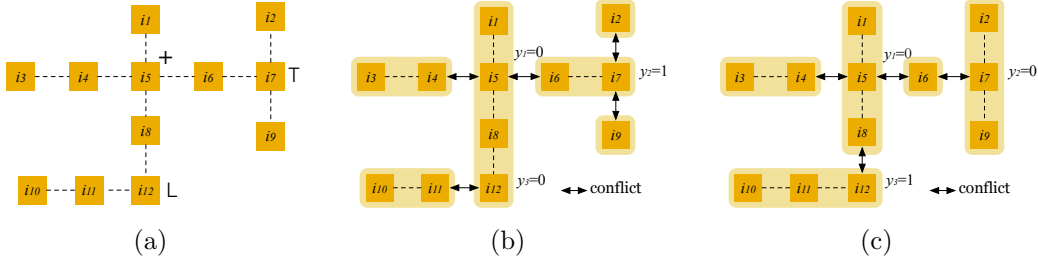 i1 i2
+
i3 i4 i5 i6 i7 T
i8 i9
i10 i11 i12 L
(a)
i1 i2
y1=0
i3 i4 i5 i6 i7 y2=1
i8 i9
y3=0
i10 i11 i12 conflict
(b)
i1 i2
y1=0
i3 i4 i5 i6 i7 y2=0
i8 i9
y3=1
i10 i11 i12 conflict
(c)